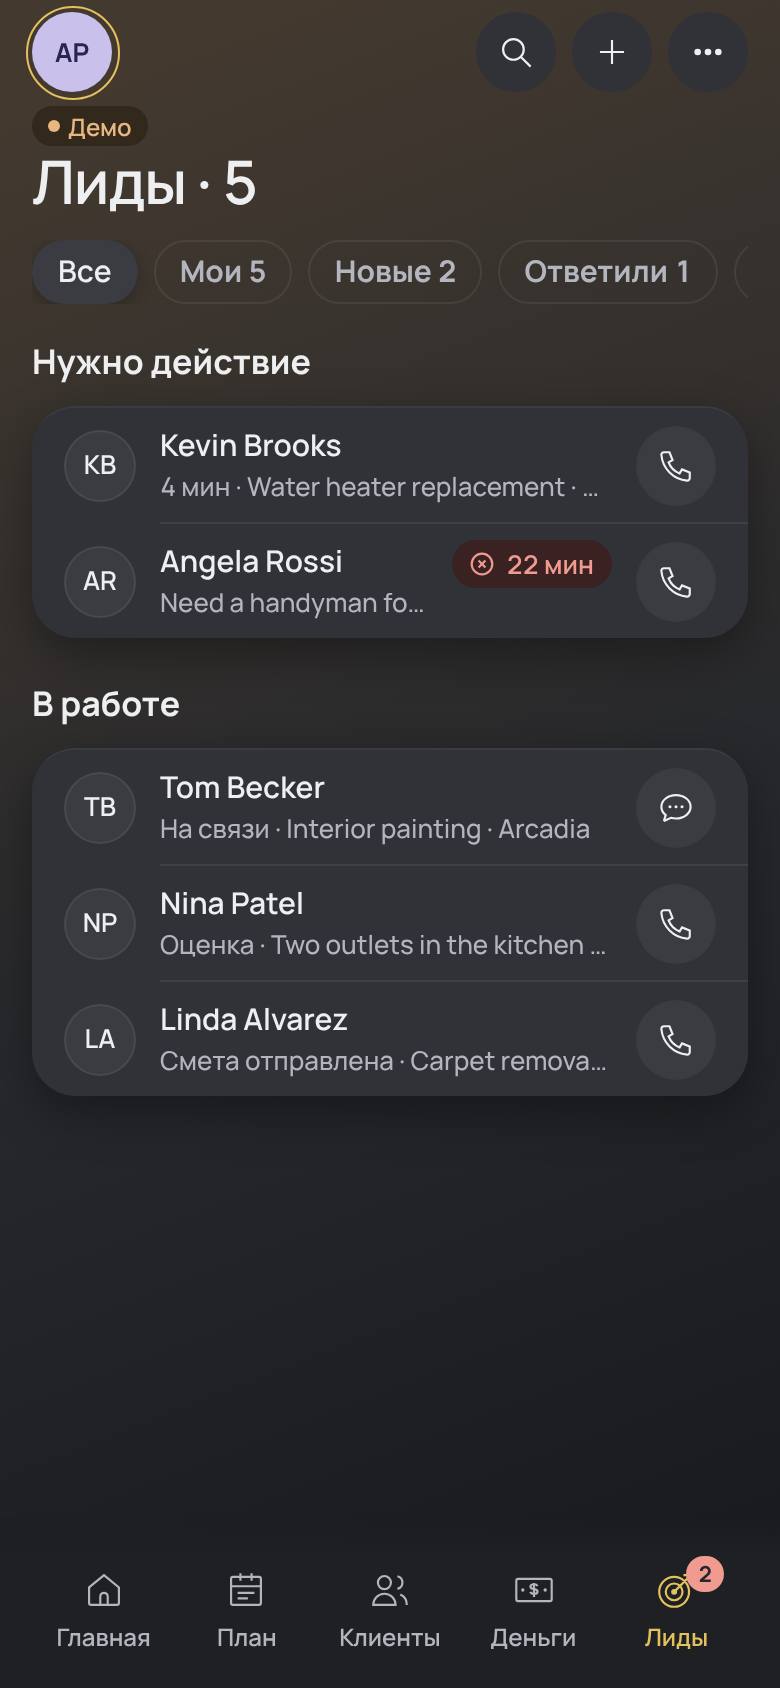 AP
Демо
Лиды · 5
Все
Мои 5
Новые 2
Ответили 1
Нужно действие
KB
Kevin Brooks
4 мин · Water heater replacement · ...
AR
Angela Rossi
22 мин
Need a handyman fo...
В работе
TB
Tom Becker
На связи · Interior painting · Arcadia
NP
Nina Patel
Оценка · Two outlets in the kitchen ...
LA
Linda Alvarez
Смета отправлена · Carpet remova...
2
Главная
План
Клиенты
Деньги
Лиды